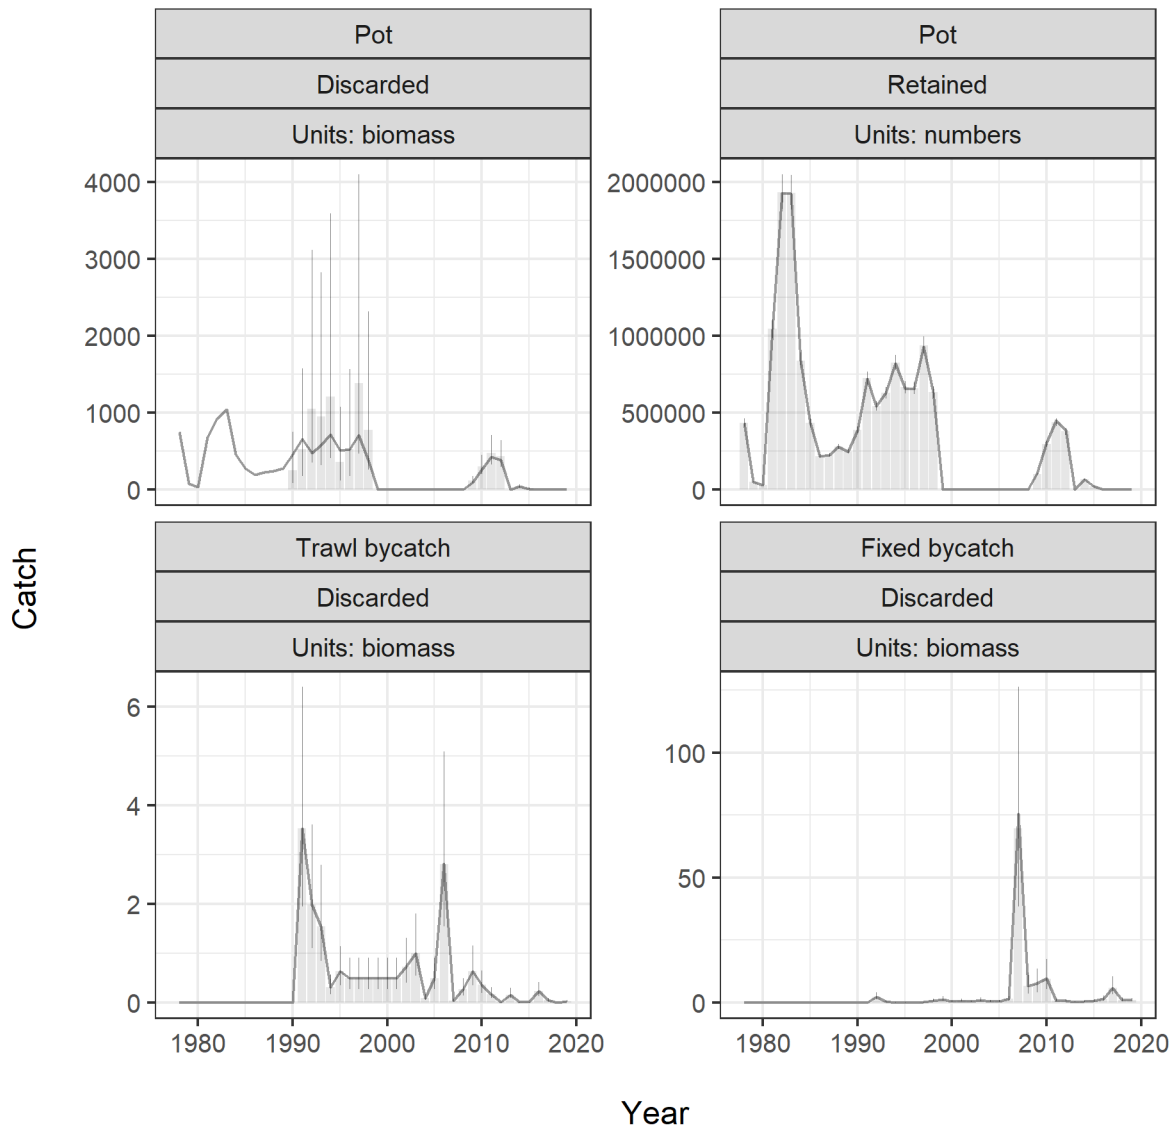 Pot
Discarded
Units: biomass
4000
3000
2000
1000
0
Pot
Retained
Units: numbers
2000000
1500000
1000000
500000
0
Trawl bycatch
Discarded
Units: biomass
6
4
2
0
1980 1990 2000 2010 2020
Fixed bycatch
Discarded
Units: biomass
100
50
0
1980 1990 2000 2010 2020
Catch
Year